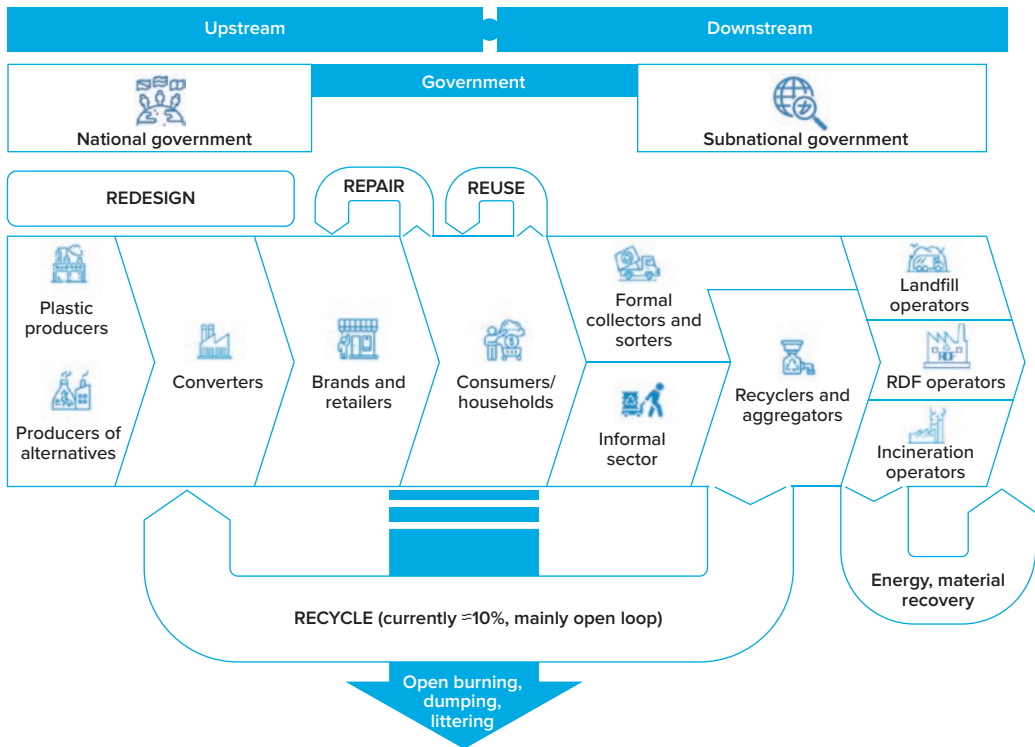 Upstream
Downstream
Government
National government
Subnational government
REDESIGN
REPAIR
REUSE
Plastic
producers
Producers of
alternatives
Converters
Brands and
retailers
Consumers/
households
Formal
collectors and
sorters
Informal
sector
Recyclers and
aggregators
Landfill
operators
RDF
RDF operators
Incineration
operators
Energy, material
recovery
RECYCLE (currently ≈10%, mainly open loop)
Open burning,
dumping,
littering